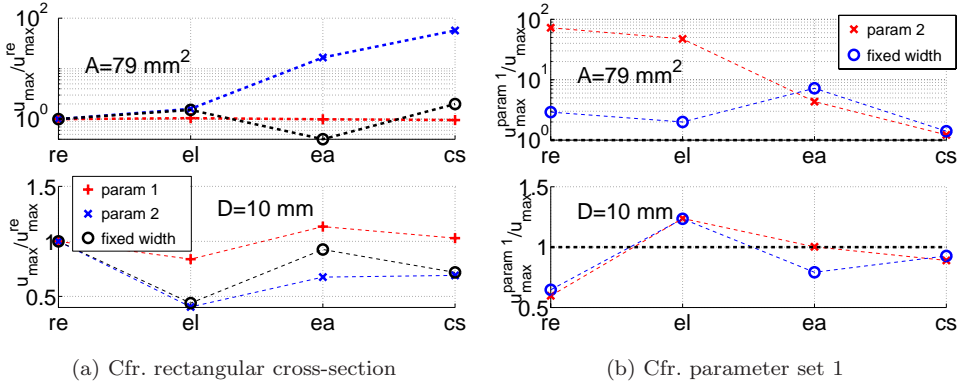 u_max/u_max^re
10^2
10^0
A=79 mm^2
re el ea cs
u_max/u_max^re
1.5
1
0.5
param 1
param 2
fixed width
D=10 mm
re el ea cs
(a) Cfr. rectangular cross-section
u_max^param 1/u_max
10^2
10^1
10^0
A=79 mm^2
param 2
fixed width
re el ea cs
u_max^param 1/u_max
1.5
1
0.5
D=10 mm
re el ea cs
(b) Cfr. parameter set 1